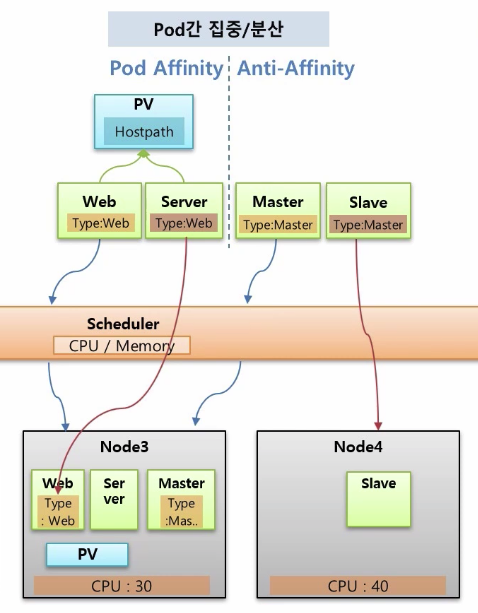 Pod간 집중/분산
Pod Affinity
Anti-Affinity
PV
Hostpath
Web
Type:Web
Server
Type:Web
Master
Type:Master
Slave
Type:Master
Scheduler
CPU / Memory
Node3
Web
Type
: Web
Ser
ver
Master
Type
:Mas..
PV
CPU : 30
Node4
Slave
CPU : 40